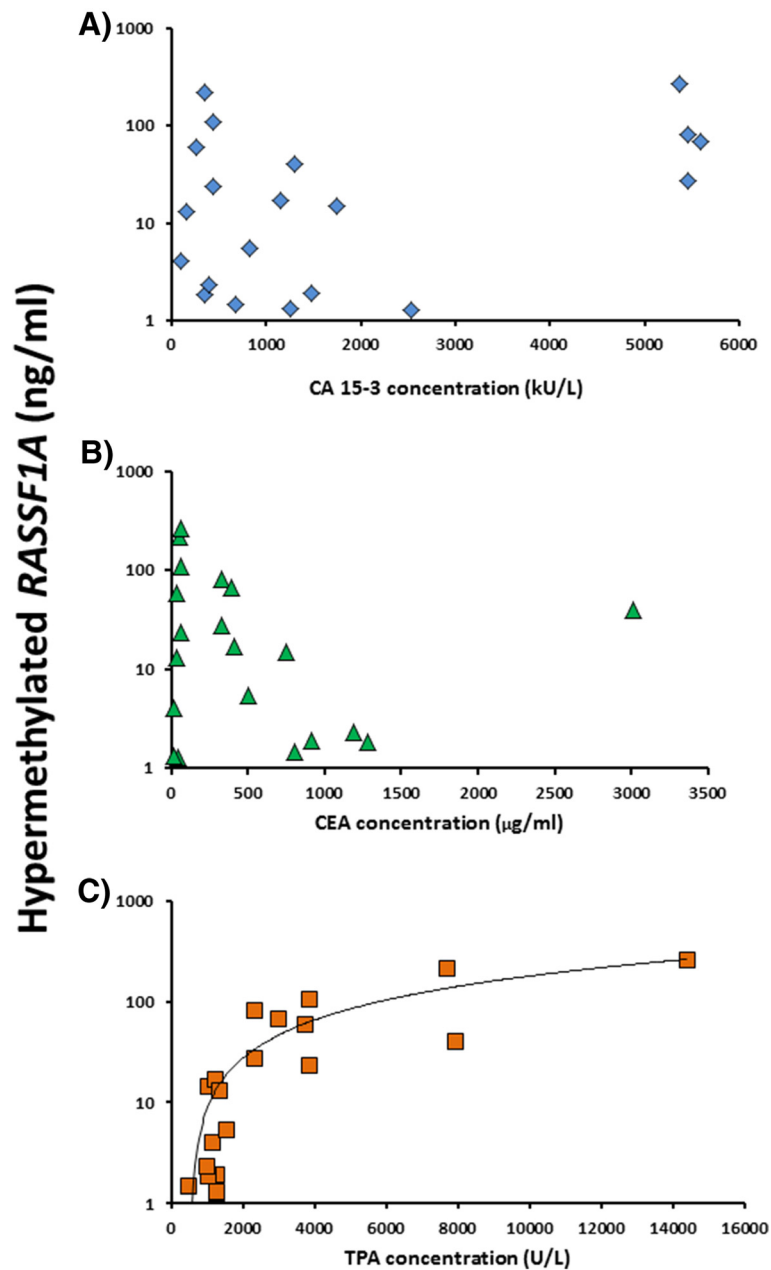 Hypermethylated RASSF1A (ng/ml)
A)
1000
100
10
1
0 1000 2000 3000 4000 5000 6000
CA 15-3 concentration (kU/L)
B)
1000
100
10
1
0 500 1000 1500 2000 2500 3000 3500
CEA concentration (μg/ml)
C)
1000
100
10
1
0 2000 4000 6000 8000 10000 12000 14000 16000
TPA concentration (U/L)